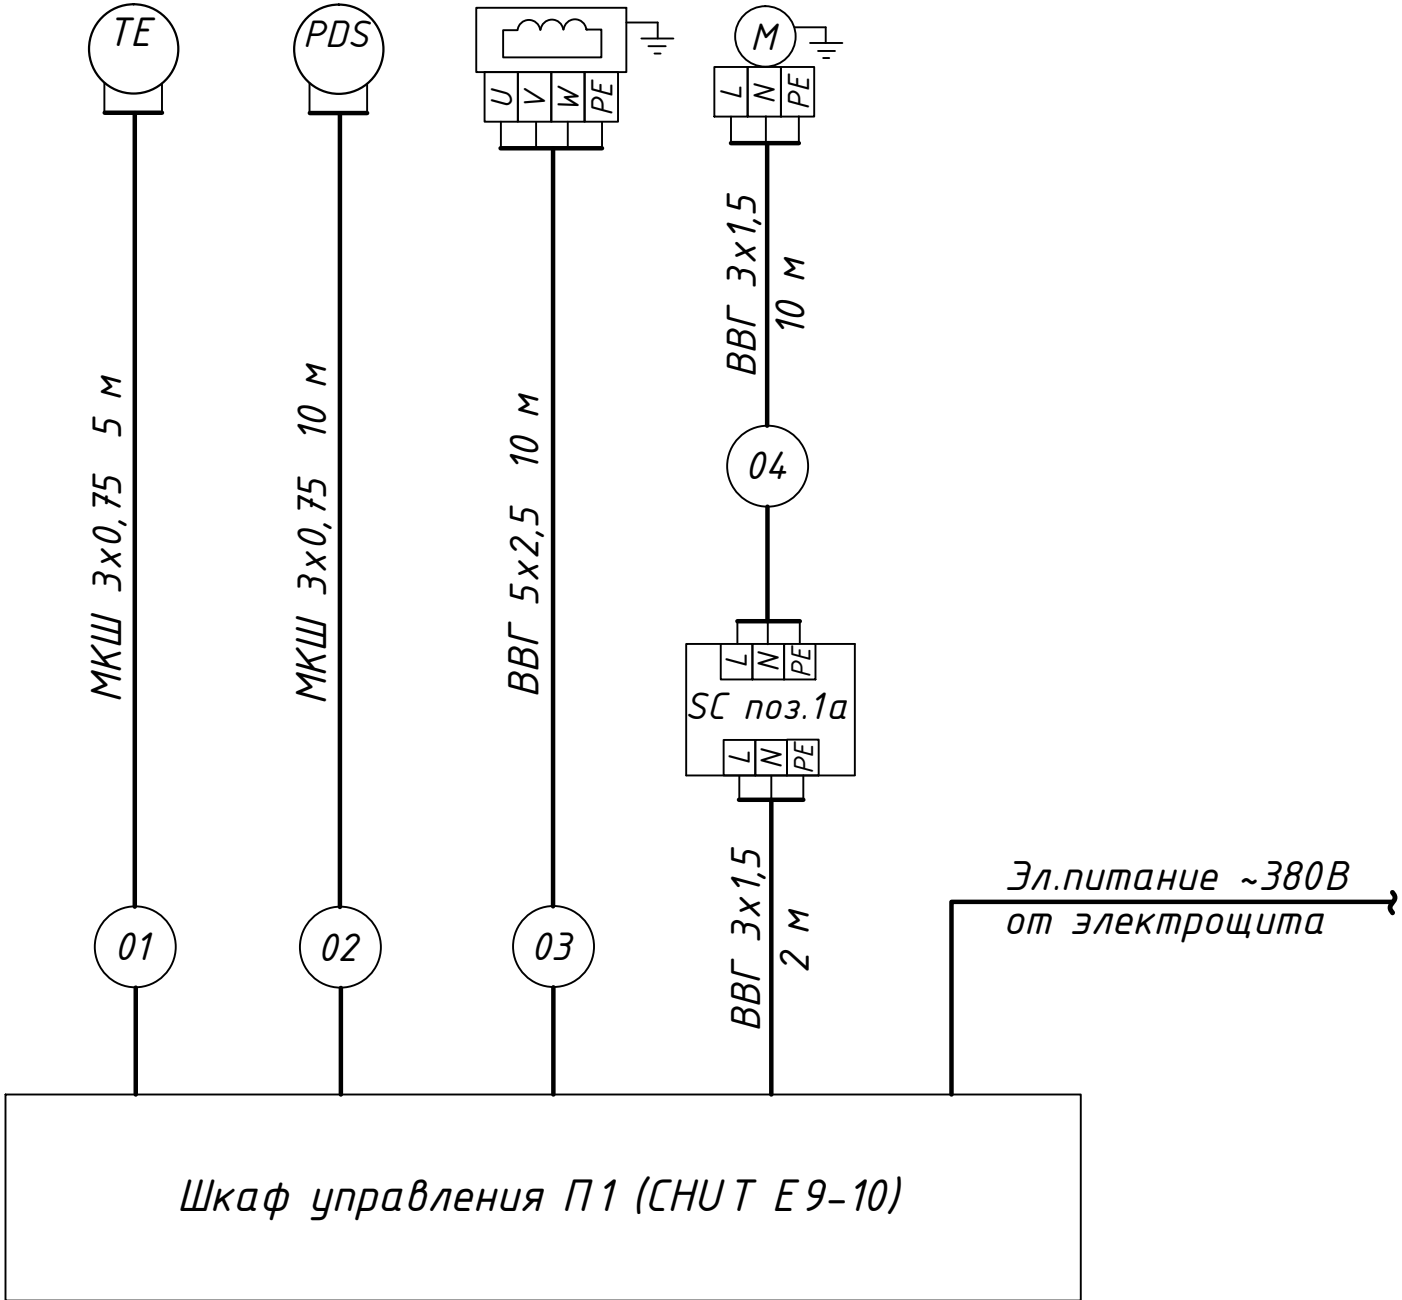 TE
PDS
M
U V W PE
L N PE
МКШ 3х0,75 5 м
МКШ 3х0,75 10 м
ВВГ 5х2,5 10 м
ВВГ 3х1,5
10 м
04
L N PE
SC поз.1а
L N PE
ВВГ 3х1,5
2 м
Эл.питание ~380В
от электрощита
01
02
03
Шкаф управления П1 (CHUT E9-10)